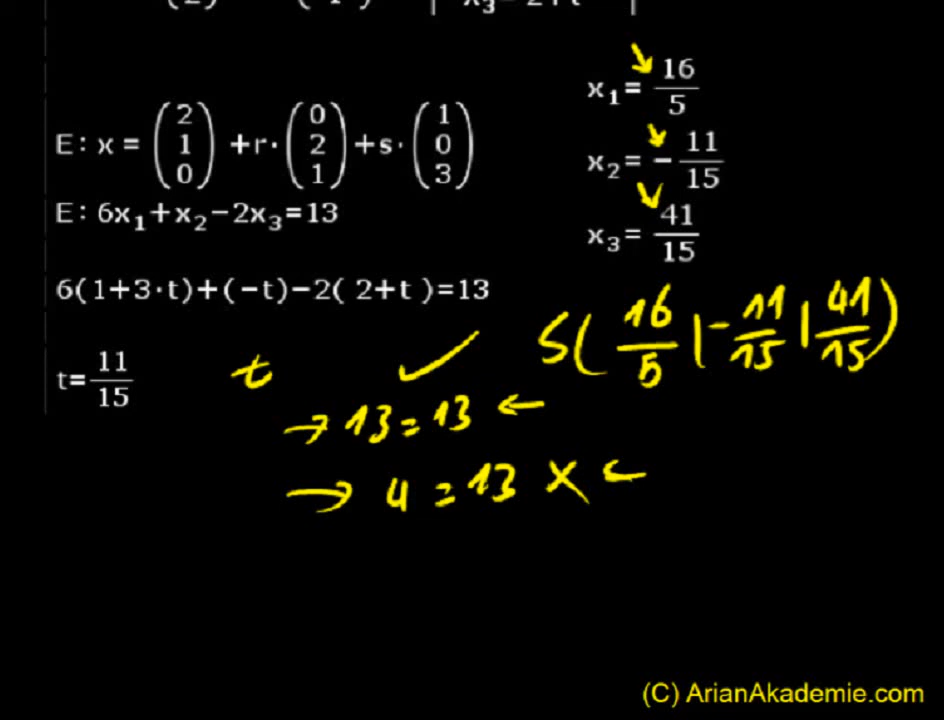 x₁ = 16/5
E: x = (2 1 0) +r· (0 2 1) +s· (1 0 3)
x₂ = - 11/15
E: 6x₁+x₂-2x₃=13
x₃ = 41/15
6(1+3·t)+(-t)-2( 2+t )=13
S( 16/5 | - 11/15 | 41/15 )
t= 11/15
t ✓
→ 13 = 13 ←
→ 4 = 13 X ←
(C) ArianAkademie.com